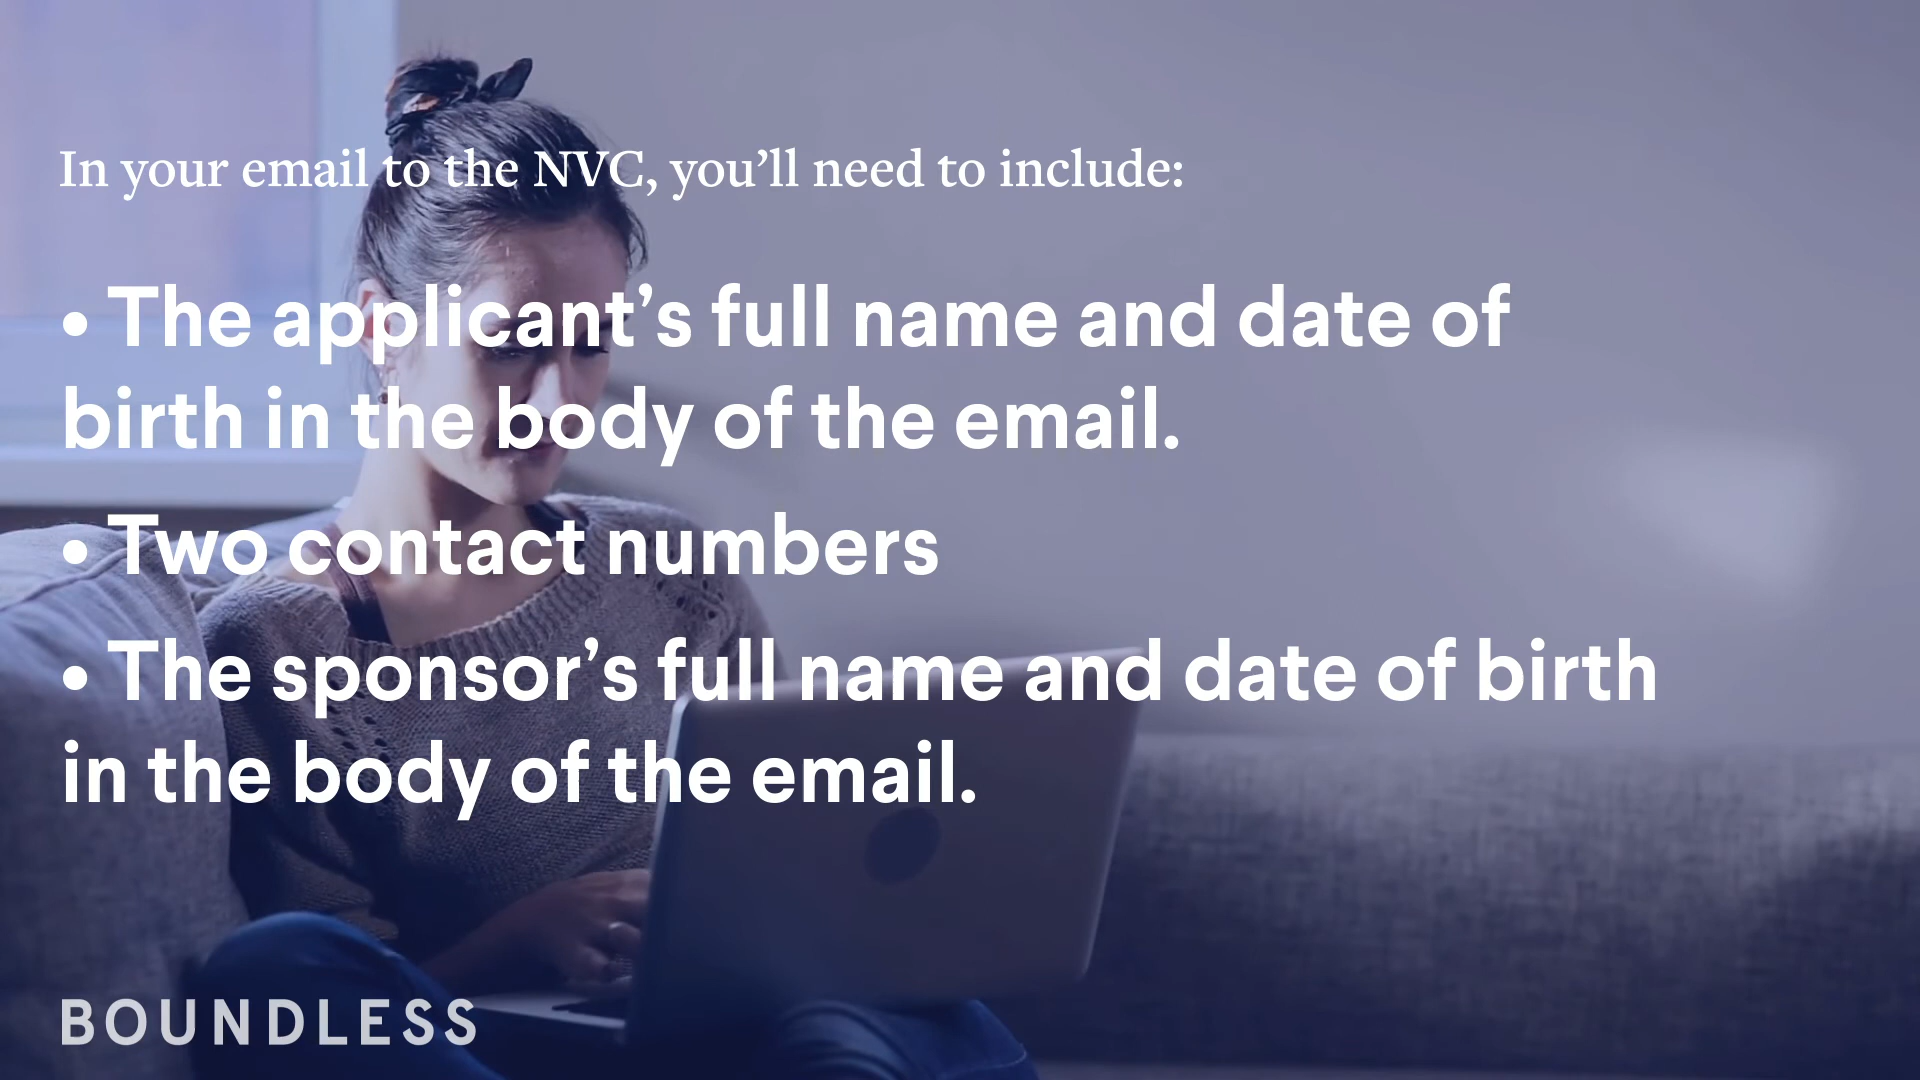 In your email to the NVC, you’ll need to include:
• The applicant’s full name and date of
birth in the body of the email.
• Two contact numbers
• The sponsor’s full name and date of birth
in the body of the email.
BOUNDLESS